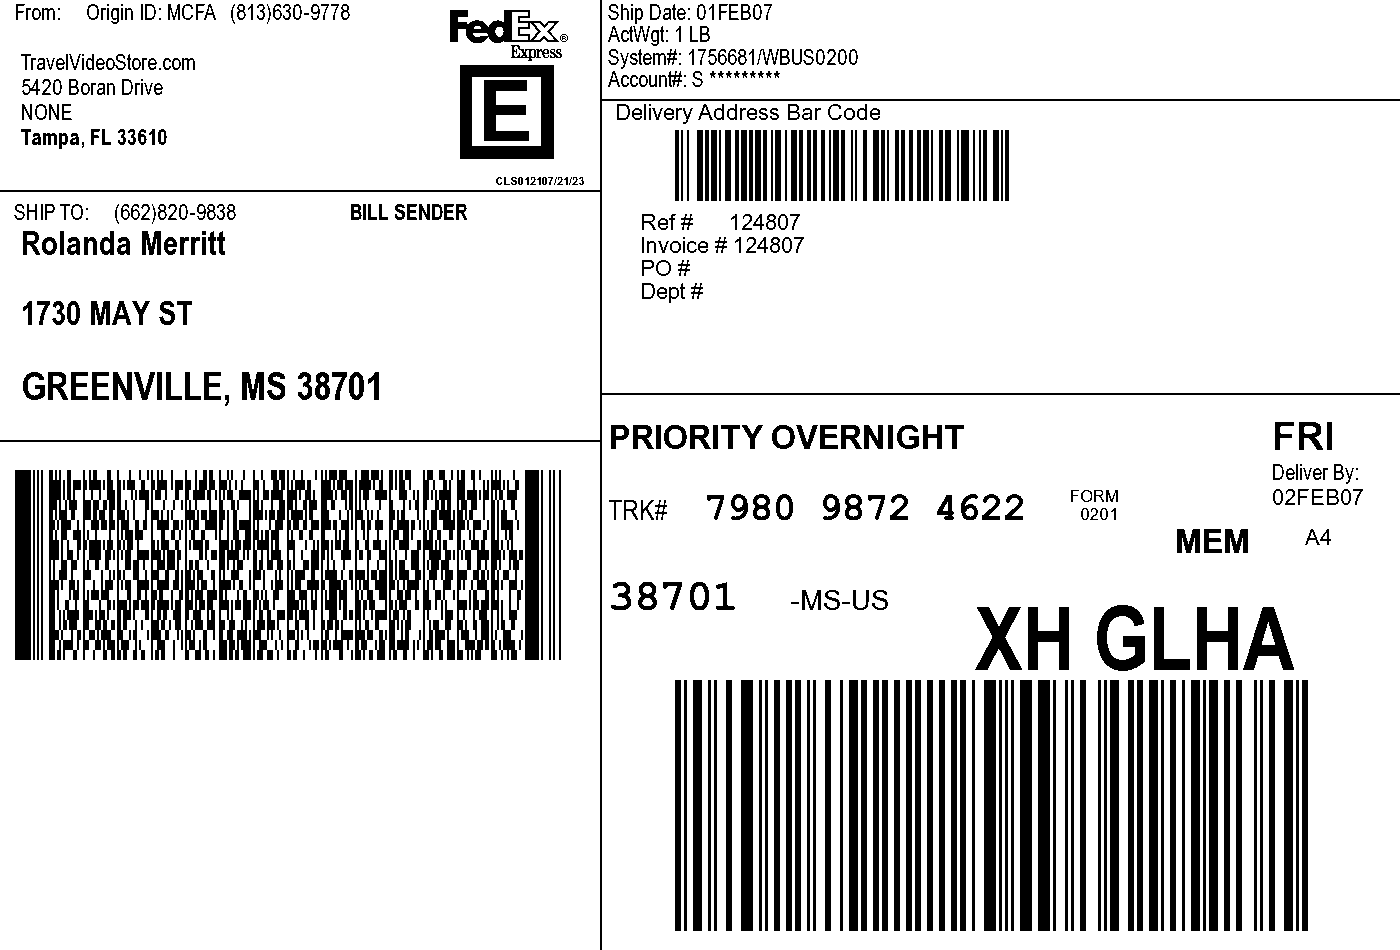 From: Origin ID: MCFA (813)630-9778
TravelVideoStore.com
5420 Boran Drive
NONE
Tampa, FL 33610
FedEx®
Express
E
CLS012107/21/23
Ship Date: 01FEB07
ActWgt: 1 LB
System#: 1756681/WBUS0200
Account#: S *********
Delivery Address Bar Code
Ref # 124807
Invoice # 124807
PO #
Dept #
SHIP TO: (662)820-9838 BILL SENDER
Rolanda Merritt
1730 MAY ST
GREENVILLE, MS 38701
PRIORITY OVERNIGHT
FRI
Deliver By:
02FEB07
TRK# 7980 9872 4622 FORM
0201
MEM A4
38701 -MS-US
XH GLHA